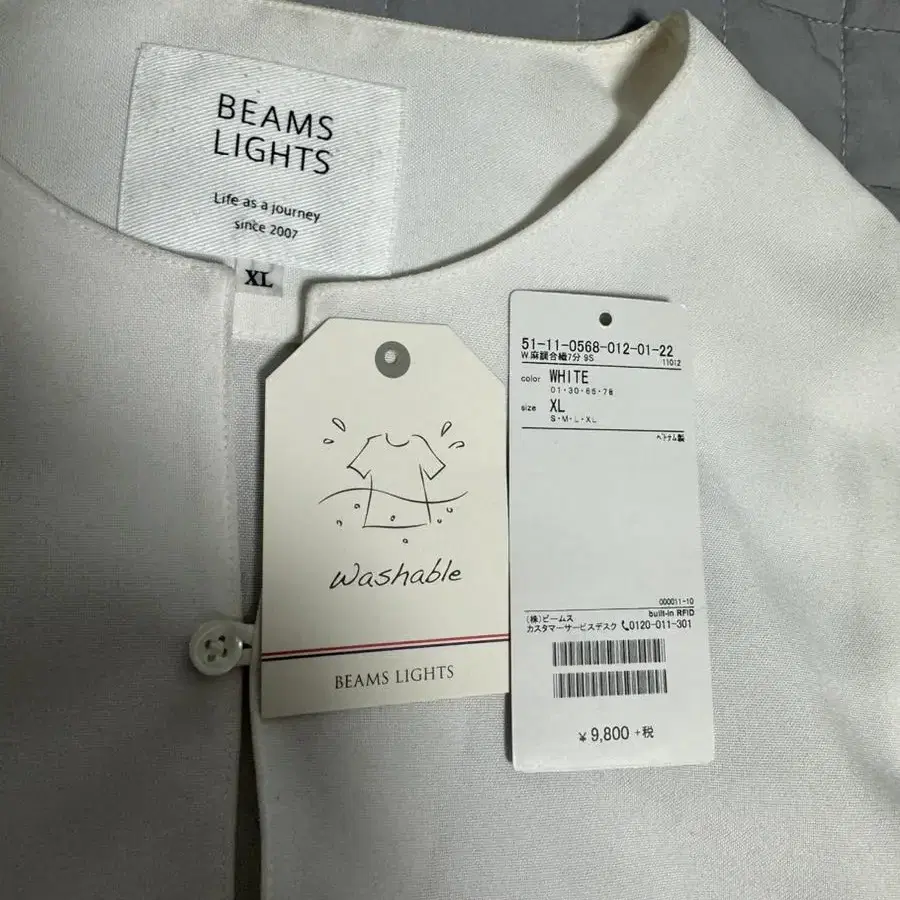 BEAMS
LIGHTS
Life as a journey
since 2007
XL
Washable
BEAMS LIGHTS
51-11-0568-012-01-22
W.麻調合繊7分 9S
11012
color WHITE
01・30・65・78
size XL
S・M・L・XL
ベトナム製
000011-10
built-in RFID
(株)ビームス
カスタマーサービスデスク 0120-011-301
¥9,800 +税